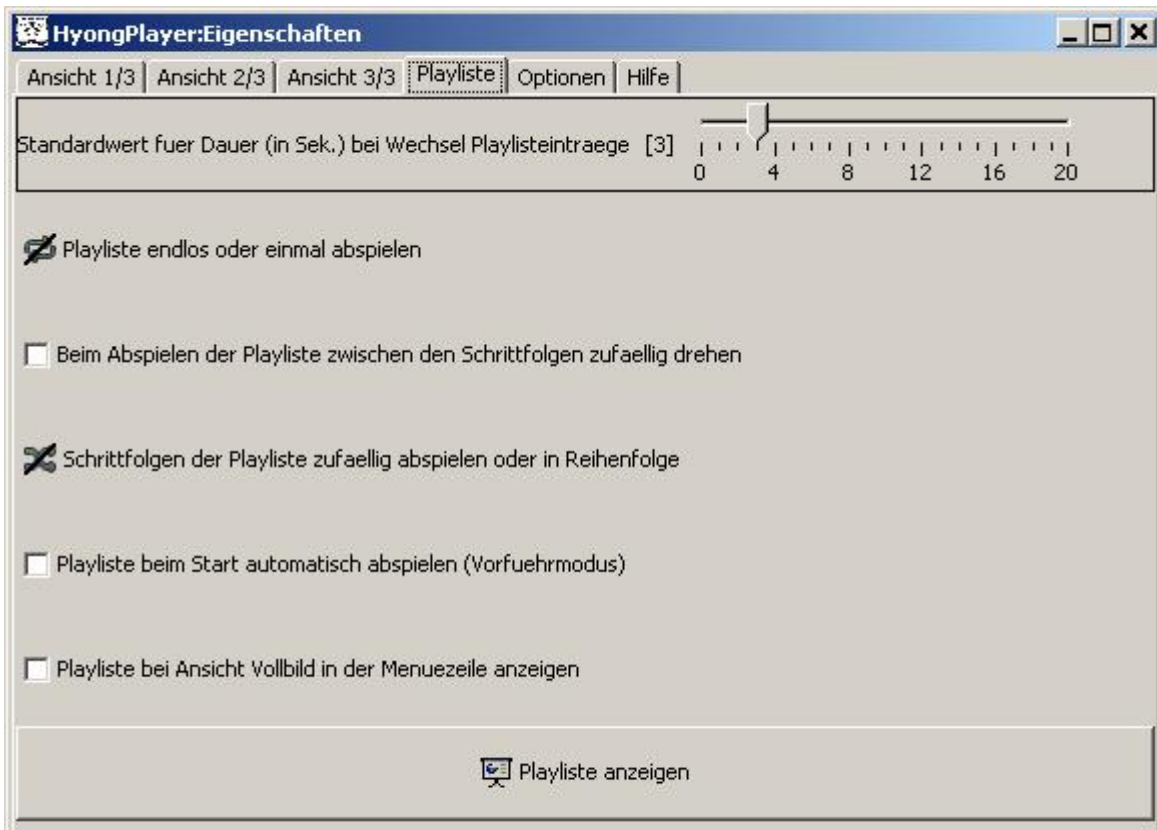 HyongPlayer:Eigenschaften
Ansicht 1/3 Ansicht 2/3 Ansicht 3/3 Playliste Optionen Hilfe
Standardwert fuer Dauer (in Sek.) bei Wechsel Playlisteintraege [3]
0 4 8 12 16 20
Playliste endlos oder einmal abspielen
Beim Abspielen der Playliste zwischen den Schrittfolgen zufaellig drehen
Schrittfolgen der Playliste zufaellig abspielen oder in Reihenfolge
Playliste beim Start automatisch abspielen (Vorfuehrmodus)
Playliste bei Ansicht Vollbild in der Menuezeile anzeigen
Playliste anzeigen